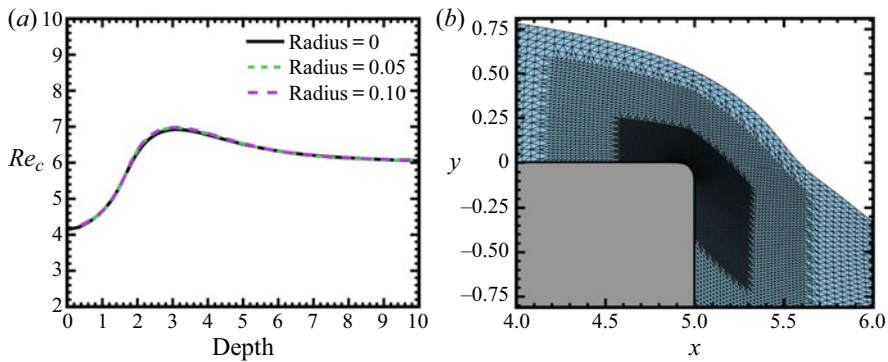 (a)
10
9
8
7
6
5
4
3
2
Re_c
0 1 2 3 4 5 6 7 8 9 10
Depth
Radius = 0
Radius = 0.05
Radius = 0.10
(b)
0.75
0.50
0.25
0
–0.25
–0.50
–0.75
y
4.0 4.5 5.0 5.5 6.0
x